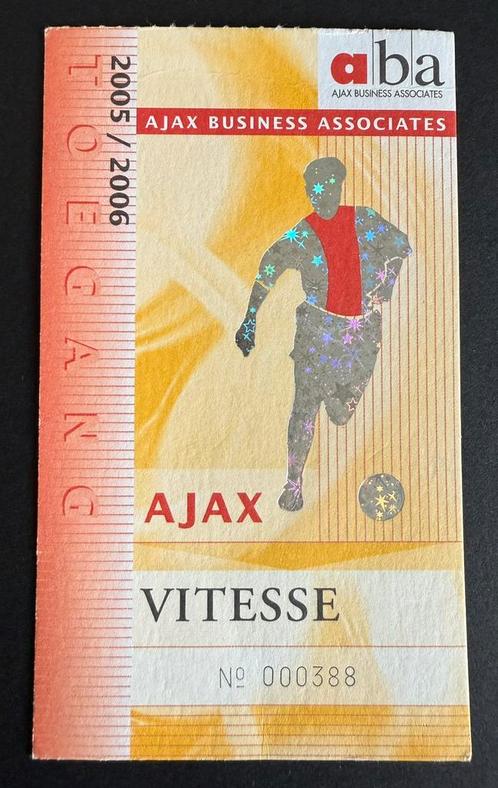 aba
AJAX BUSINESS ASSOCIATES
AJAX BUSINESS ASSOCIATES
2005 / 2006
TOEGANG
AJAX
VITESSE
Nº 000388